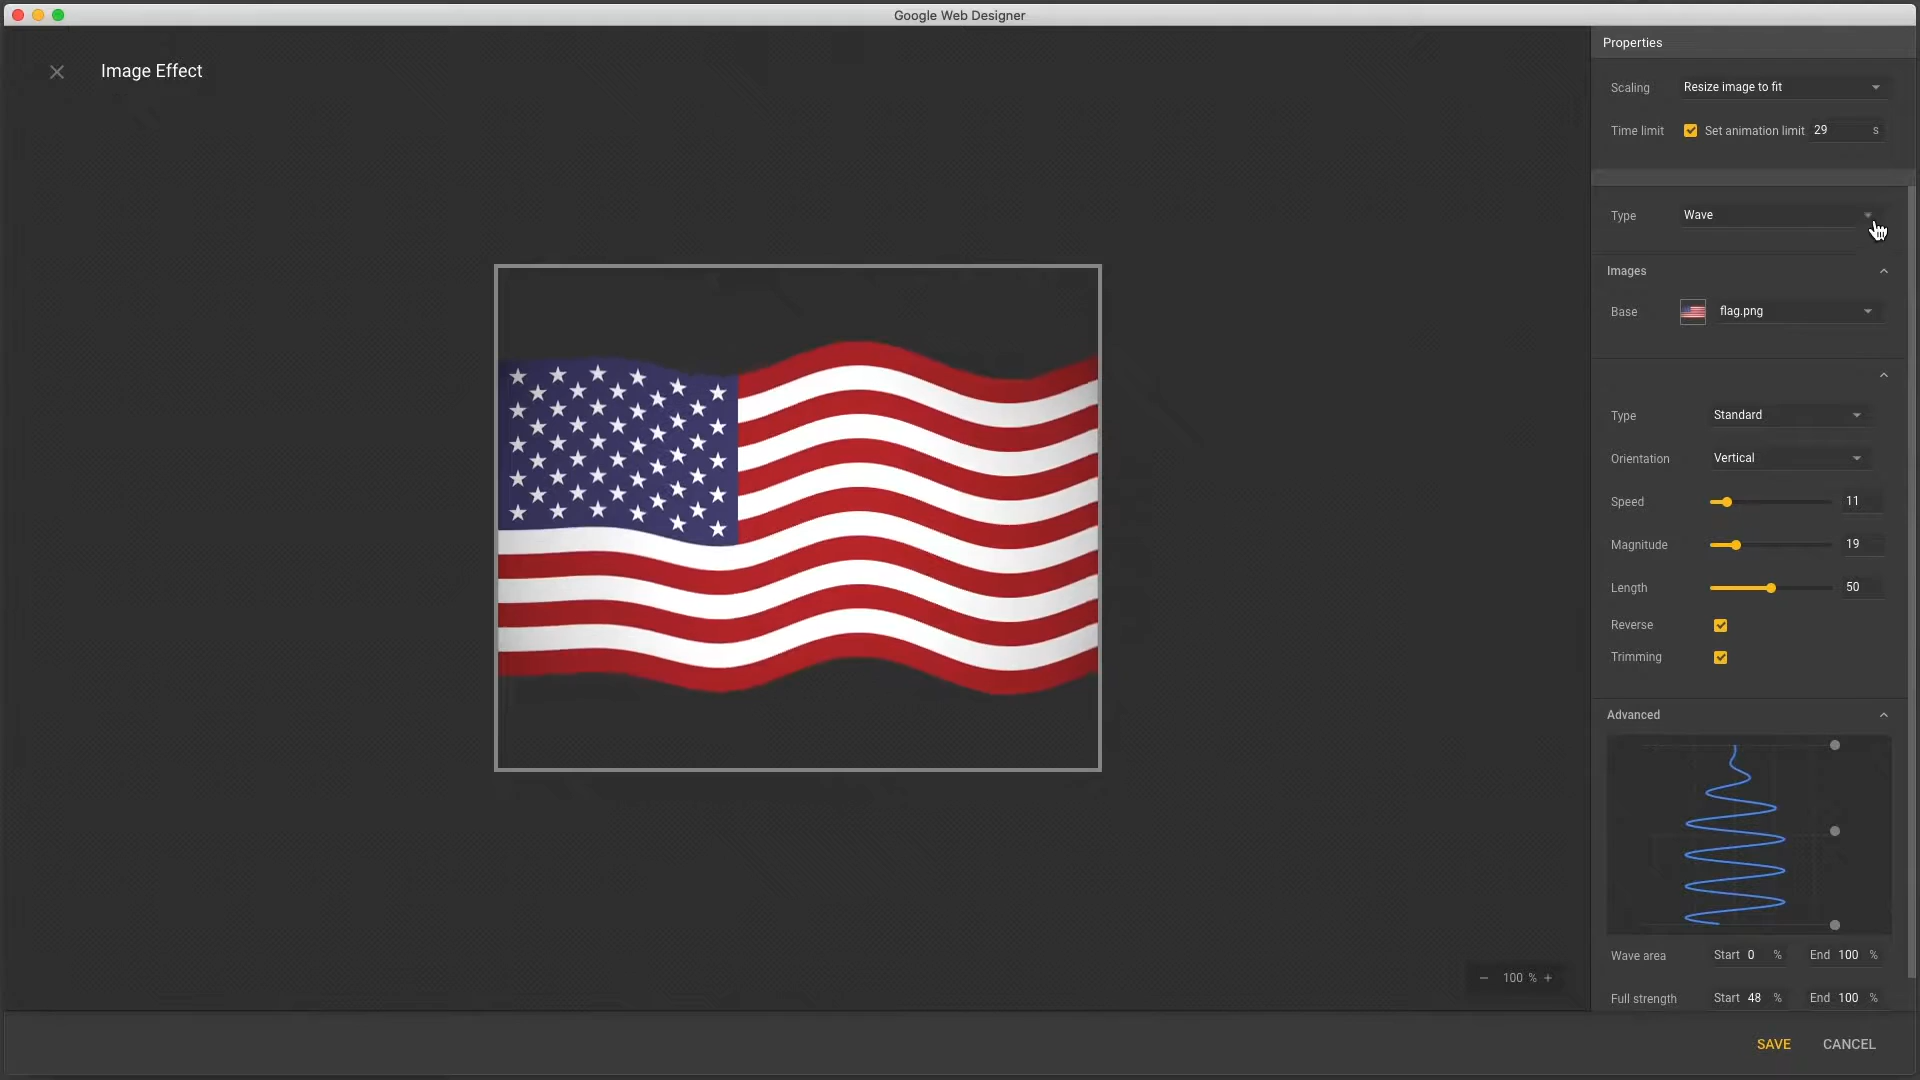 Google Web Designer
Image Effect
Properties
Scaling Resize image to fit
Time limit Set animation limit 29 s
Type Wave
Images
Base flag.png
Type Standard
Orientation Vertical
Speed 11
Magnitude 19
Length 50
Reverse
Trimming
Advanced
Wave area Start 0 % End 100 %
Full strength Start 48 % End 100 %
− 100 % +
SAVE CANCEL